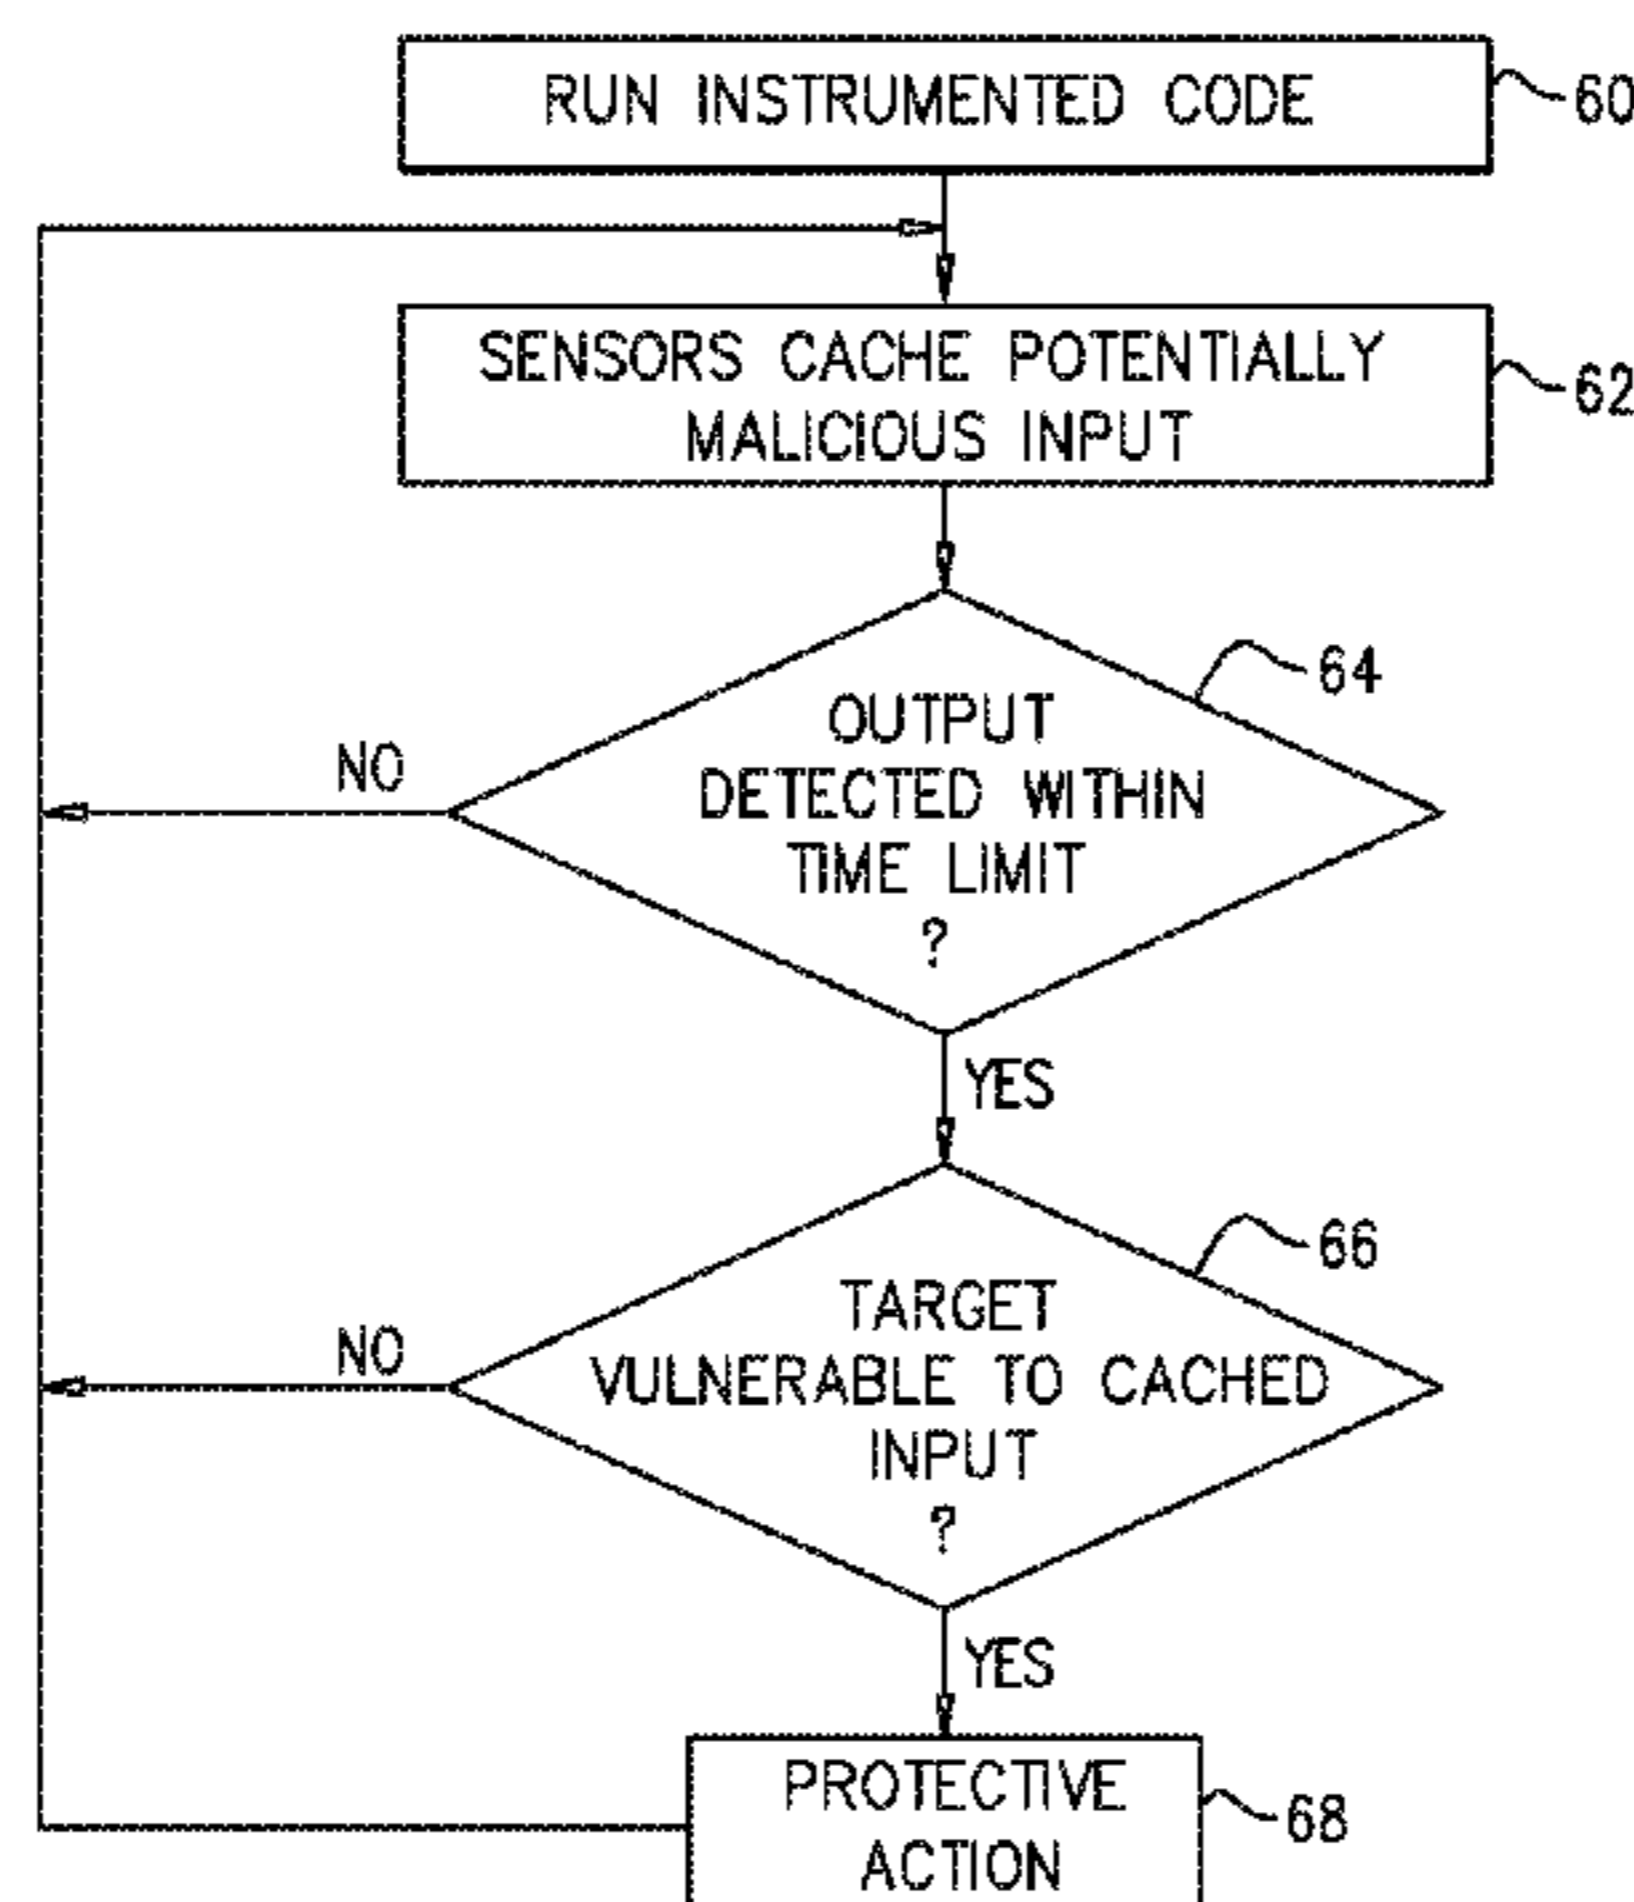 RUN INSTRUMENTED CODE
60
SENSORS CACHE POTENTIALLY
MALICIOUS INPUT
62
64
OUTPUT
DETECTED WITHIN
TIME LIMIT
?
NO
YES
66
TARGET
VULNERABLE TO CACHED
INPUT
?
NO
YES
PROTECTIVE
ACTION
68